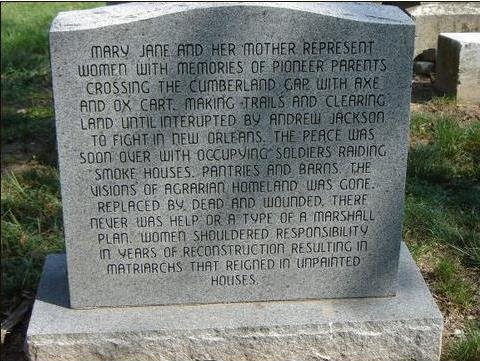 MARY JANE AND HER MOTHER REPRESENT
WOMEN WITH MEMORIES OF PIONEER PARENTS
CROSSING THE CUMBERLAND GAP WITH AXE
AND OX CART, MAKING TRAILS AND CLEARING
LAND UNTIL INTERUPTED BY ANDREW JACKSON
TO FIGHT IN NEW ORLEANS. THE PEACE WAS
SOON OVER WITH OCCUPYING SOLDIERS RAIDING
SMOKE HOUSES, PANTRIES AND BARNS. THE
VISIONS OF AGRARIAN HOMELAND WAS GONE,
REPLACED BY DEAD AND WOUNDED. THERE
NEVER WAS HELP OR A TYPE OF A MARSHALL
PLAN. WOMEN SHOULDERED RESPONSIBILITY
IN YEARS OF RECONSTRUCTION RESULTING IN
MATRIARCHS THAT REIGNED IN UNPAINTED
HOUSES.